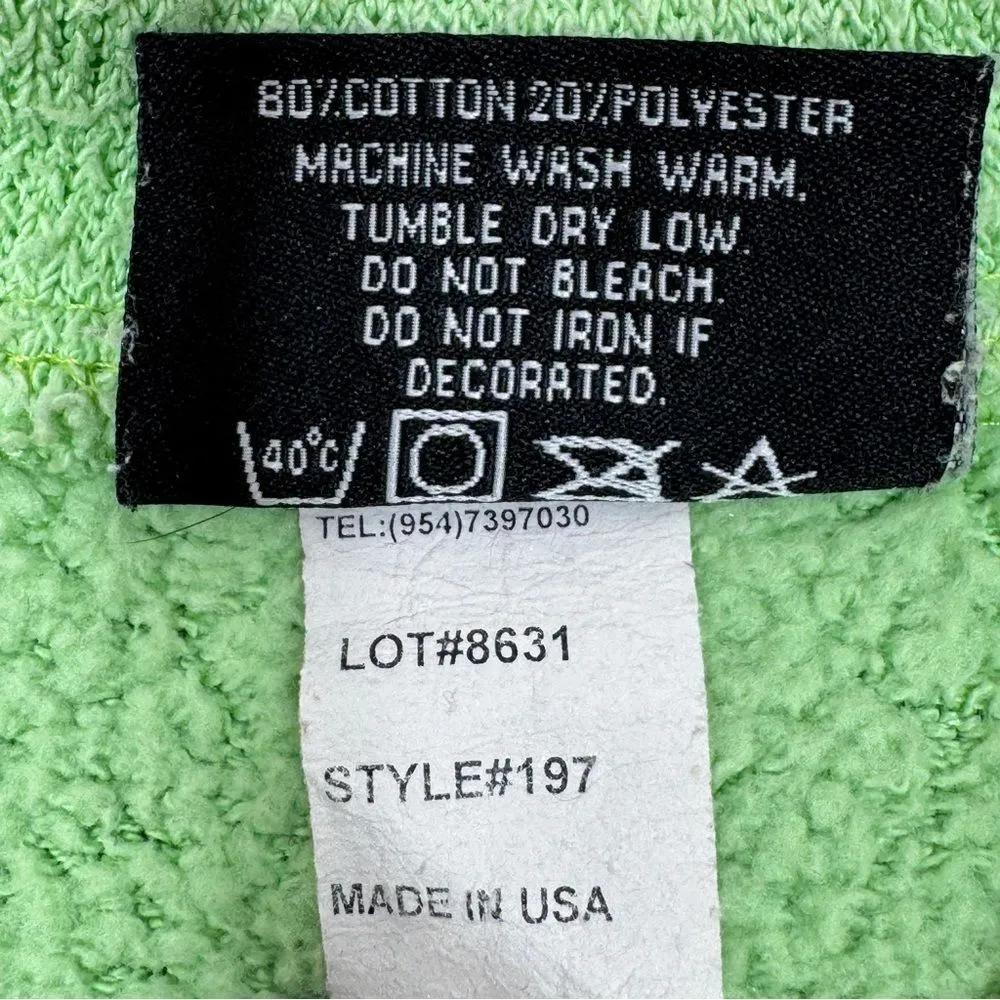 80%COTTON 20%POLYESTER
MACHINE WASH WARM.
TUMBLE DRY LOW.
DO NOT BLEACH.
DO NOT IRON IF
DECORATED.
40°C
TEL:(954)7397030
LOT#8631
STYLE#197
MADE IN USA